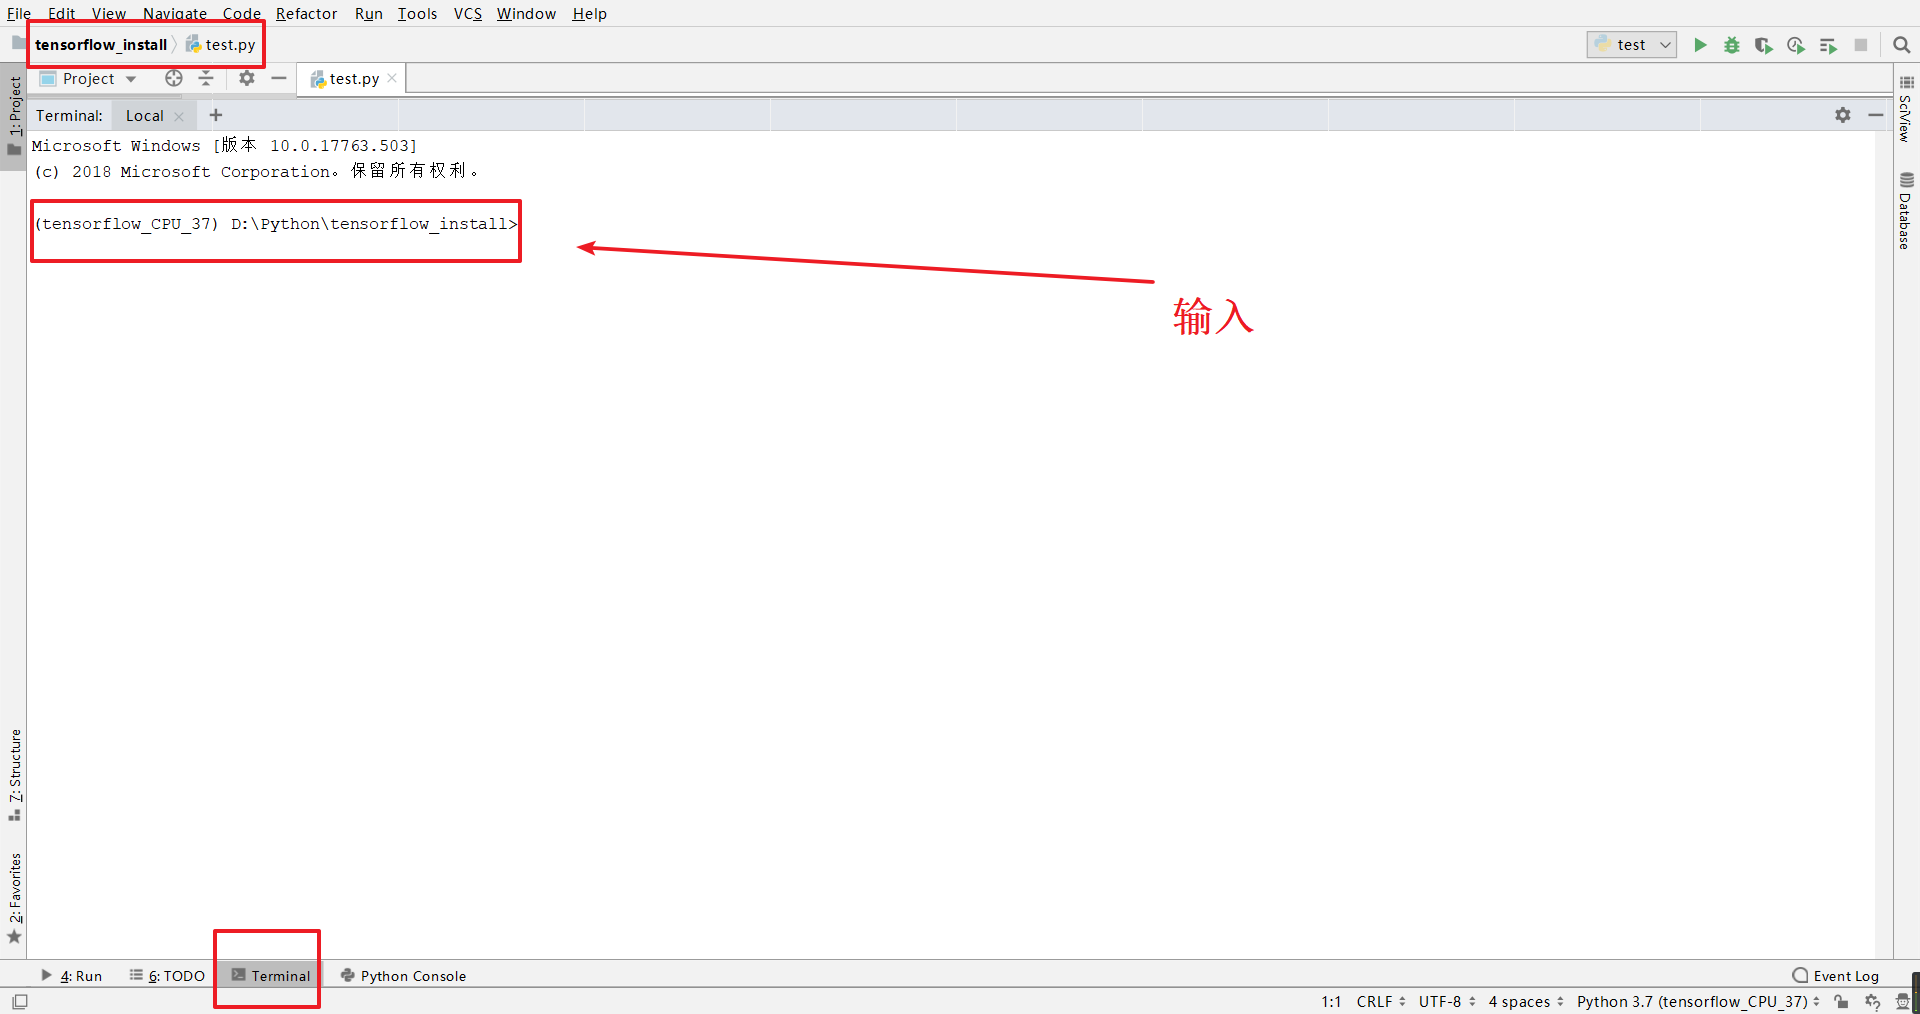 File Edit View Navigate Code Refactor Run Tools VCS Window Help
tensorflow_install test.py
test
Project
test.py
1: Project
Terminal: Local
Microsoft Windows [版本 10.0.17763.503]
(c) 2018 Microsoft Corporation。保留所有权利。
(tensorflow_CPU_37) D:\Python\tensorflow_install>
输入
SciView
Database
7: Structure
2: Favorites
4: Run 6: TODO Terminal Python Console Event Log
1:1 CRLF UTF-8 4 spaces Python 3.7 (tensorflow_CPU_37)